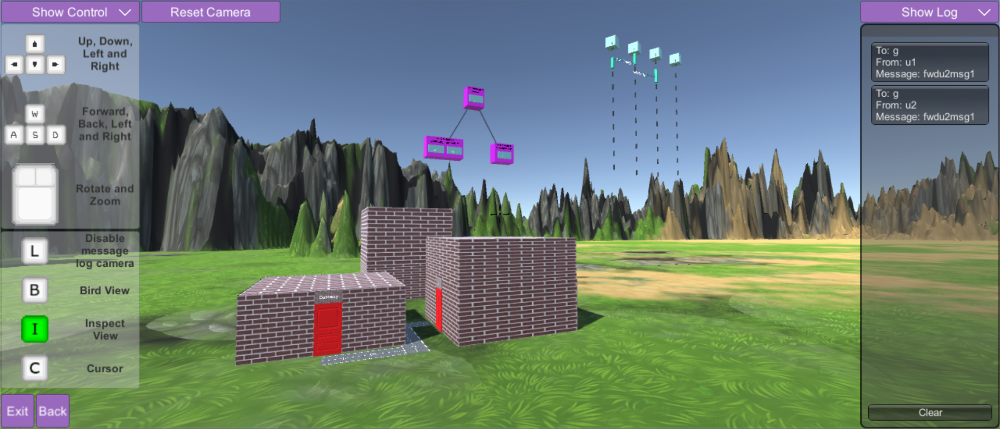 Show Control
Reset Camera
Show Log
Up, Down,
Left and
Right
W
A S D
Forward,
Back, Left
and Right
Rotate and
Zoom
L
Disable
message
log camera
B
Bird View
I
Inspect
View
C
Cursor
Exit
Back
Gateway
To: g
From: u1
Message: fwdu2msg1
To: g
From: u2
Message: fwdu2msg1
Clear